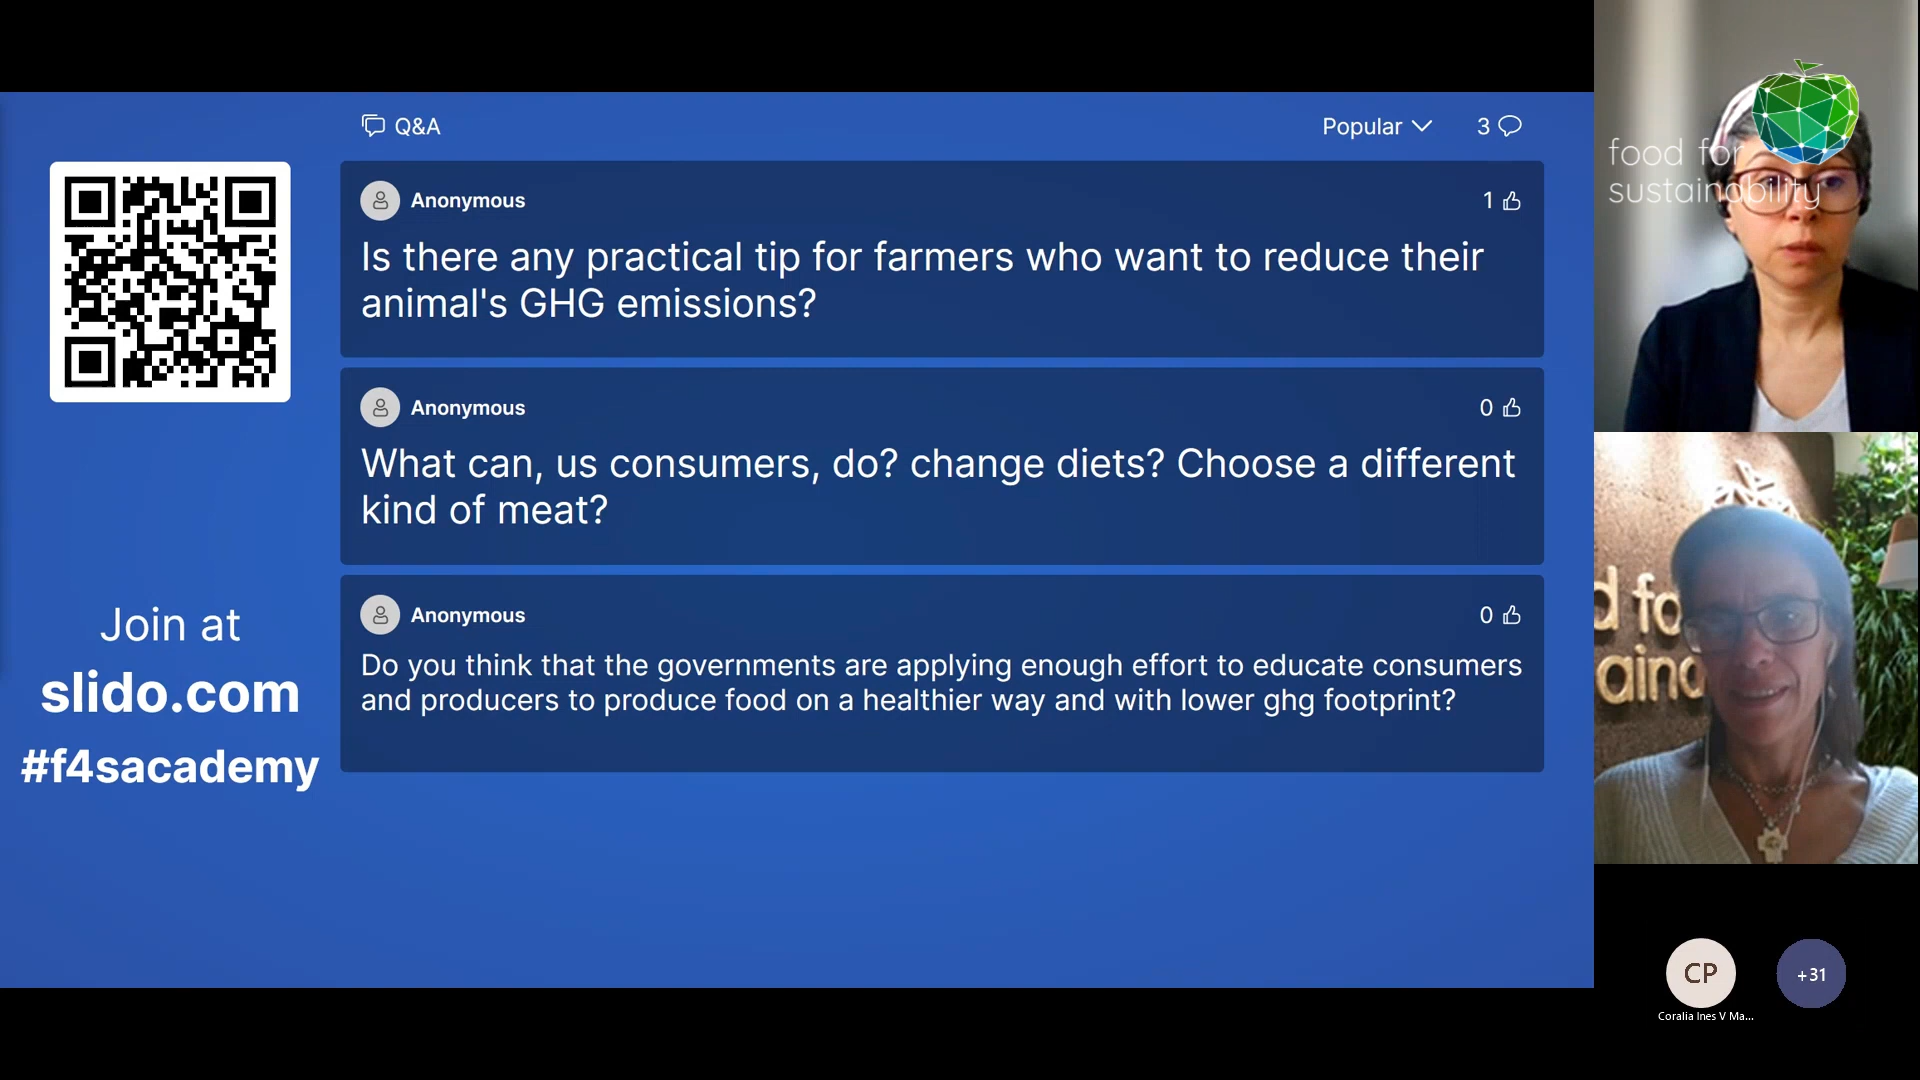 Q&A
Popular
3
Anonymous
1
Is there any practical tip for farmers who want to reduce their
animal's GHG emissions?
Anonymous
0
What can, us consumers, do? change diets? Choose a different
kind of meat?
Anonymous
0
Do you think that the governments are applying enough effort to educate consumers
and producers to produce food on a healthier way and with lower ghg footprint?
Join at
slido.com
#f4sacademy
food for
sustainability
d fo
aina
CP
+31
Coralia Ines V Ma...